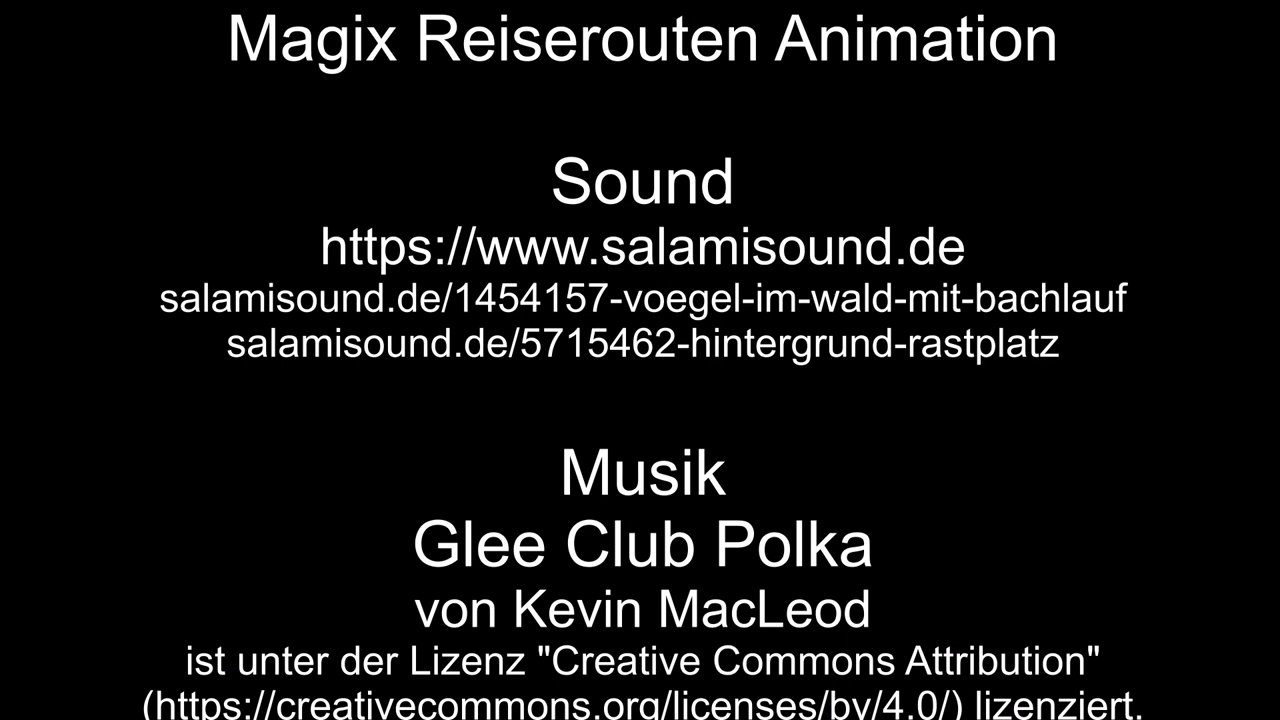 Magix Reiserouten Animation
Sound
https://www.salamisound.de
salamisound.de/1454157-voegel-im-wald-mit-bachlauf
salamisound.de/5715462-hintergrund-rastplatz
Musik
Glee Club Polka
von Kevin MacLeod
ist unter der Lizenz "Creative Commons Attribution"
(https://creativecommons.org/licenses/by/4.0/) lizenziert.